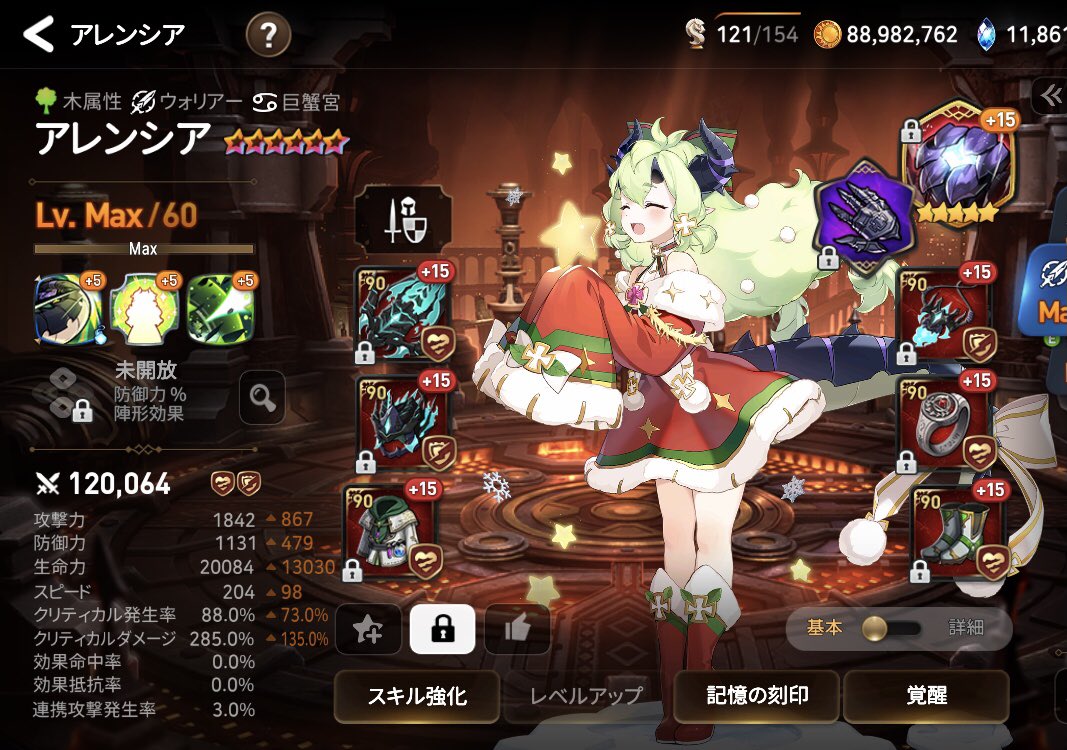 アレンシア ?
121/154 88,982,762
木属性 ウォリアー 巨蟹宮
アレンシア
Lv. Max/60
Max
+5 +5 +5
未開放
防御力 %
陣形効果
120,064
攻撃力 1842 867
防御力 1131 479
生命力 20084 13030
スピード 204 98
クリティカル発生率 88.0% 73.0%
クリティカルダメージ 285.0% 135.0%
効果命中率 0.0%
効果抵抗率 0.0%
連携攻撃発生率 3.0%
90 +15
90 +15
90 +15
+15
90 +15
90 +15
90 +15
基本 詳細
スキル強化 レベルアップ 記憶の刻印 覚醒